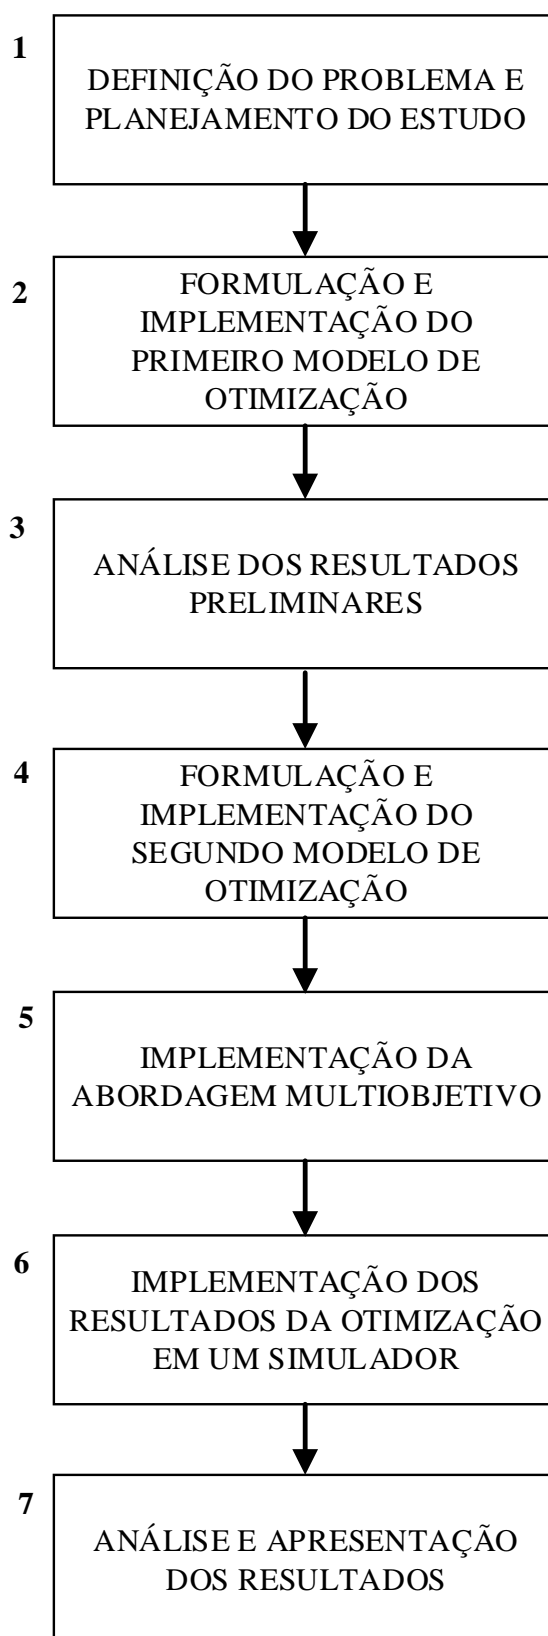 1
DEFINIÇÃO DO PROBLEMA E
PLANEJAMENTO DO ESTUDO
2
FORMULAÇÃO E
IMPLEMENTAÇÃO DO
PRIMEIRO MODELO DE
OTIMIZAÇÃO
3
ANÁLISE DOS RESULTADOS
PRELIMINARES
4
FORMULAÇÃO E
IMPLEMENTAÇÃO DO
SEGUNDO MODELO DE
OTIMIZAÇÃO
5
IMPLEMENTAÇÃO DA
ABORDAGEM MULTIOBJETIVO
6
IMPLEMENTAÇÃO DOS
RESULTADOS DA OTIMIZAÇÃO
EM UM SIMULADOR
7
ANÁLISE E APRESENTAÇÃO
DOS RESULTADOS